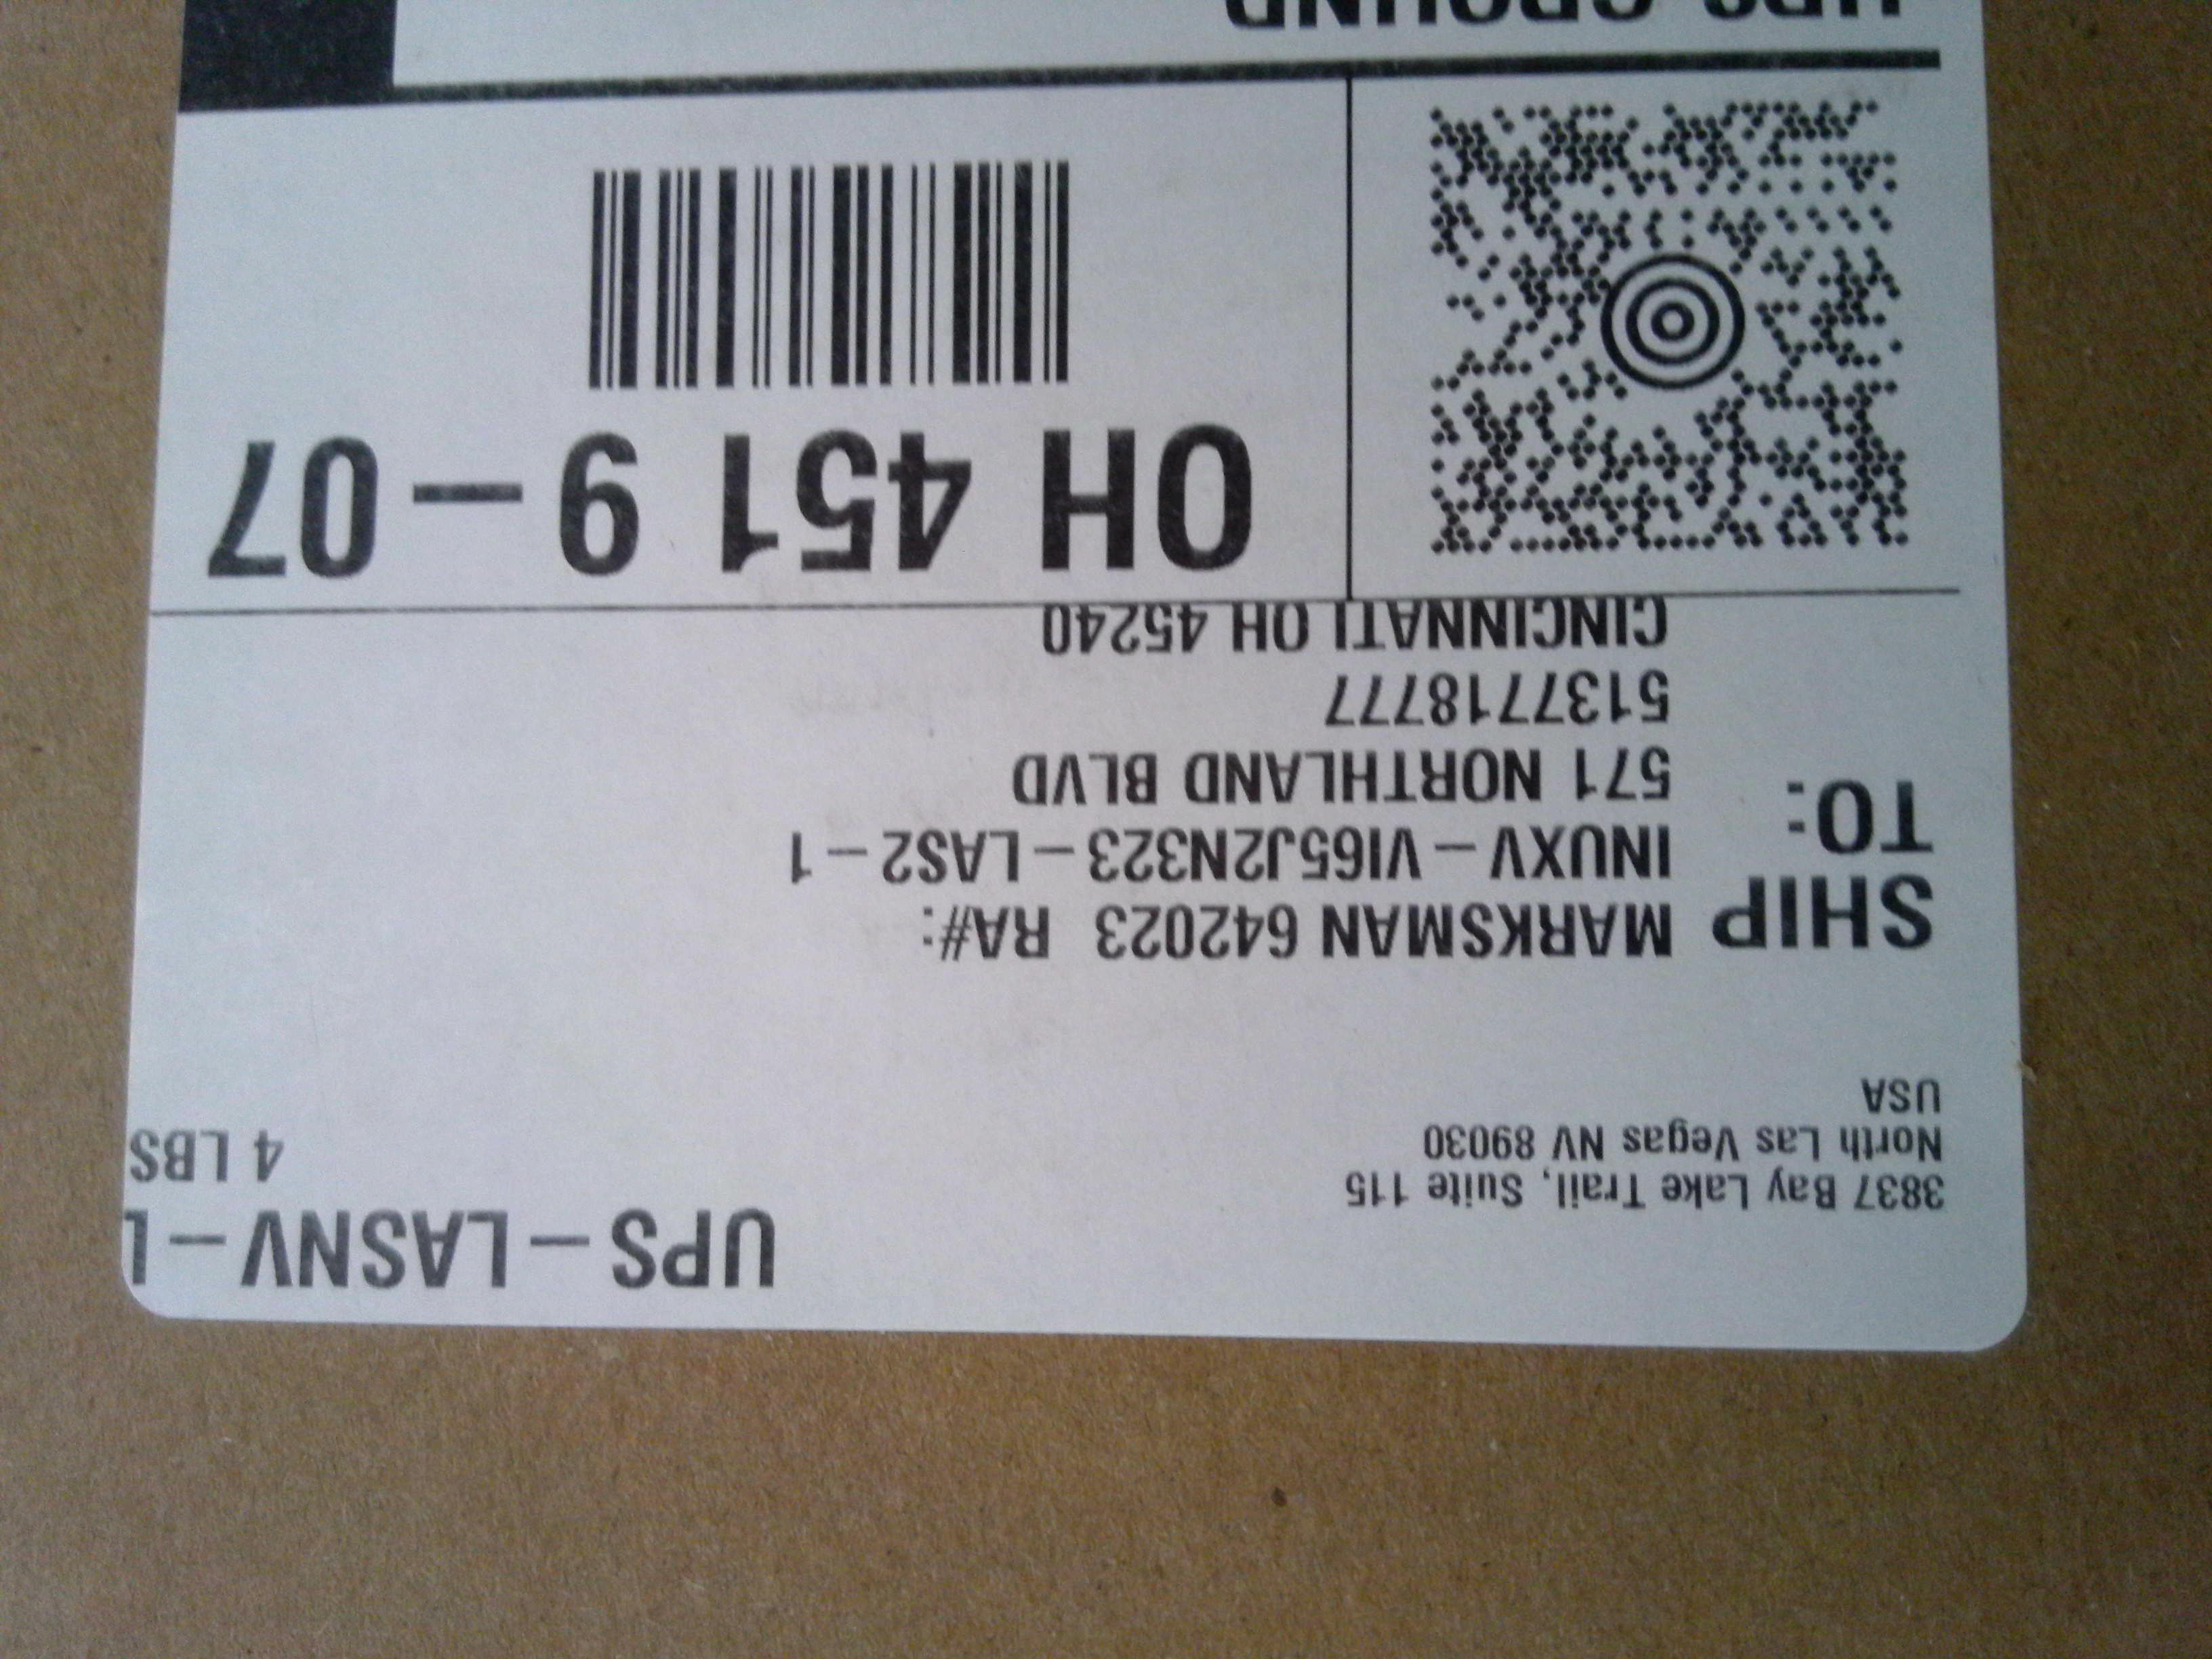 UPS-LASNV-L
4 LBS
3837 Bay Lake Trail, Suite 115
North Las Vegas NV 89030
USA
SHIP TO:
MARKSMAN 642023 RA#:
INUXV-VI65J2N323-LAS2-1
571 NORTHLAND BLVD
5137718777
CINCINNATI OH 45240
OH 451 9-07
UPS GROUND